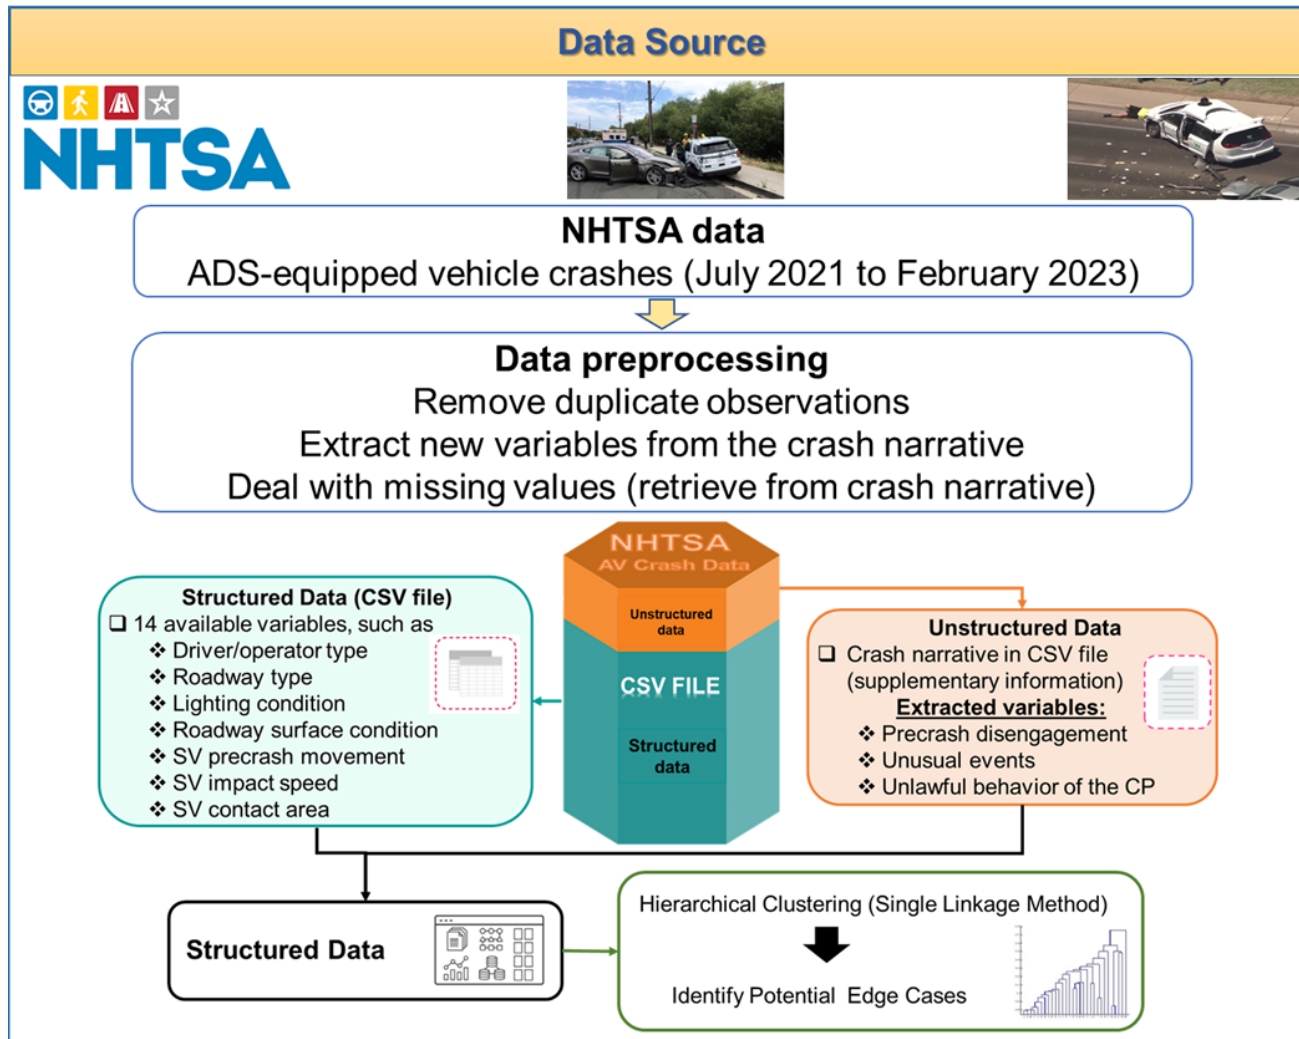 Data Source
NHTSA
NHTSA data
ADS-equipped vehicle crashes (July 2021 to February 2023)
Data preprocessing
Remove duplicate observations
Extract new variables from the crash narrative
Deal with missing values (retrieve from crash narrative)
NHTSA
AV Crash Data
Unstructured
data
CSV FILE
Structured
data
Structured Data (CSV file)
❑ 14 available variables, such as
❖ Driver/operator type
❖ Roadway type
❖ Lighting condition
❖ Roadway surface condition
❖ SV precrash movement
❖ SV impact speed
❖ SV contact area
Unstructured Data
❑ Crash narrative in CSV file
(supplementary information)
Extracted variables:
❖ Precrash disengagement
❖ Unusual events
❖ Unlawful behavior of the CP
Structured Data
Hierarchical Clustering (Single Linkage Method)
Identify Potential Edge Cases